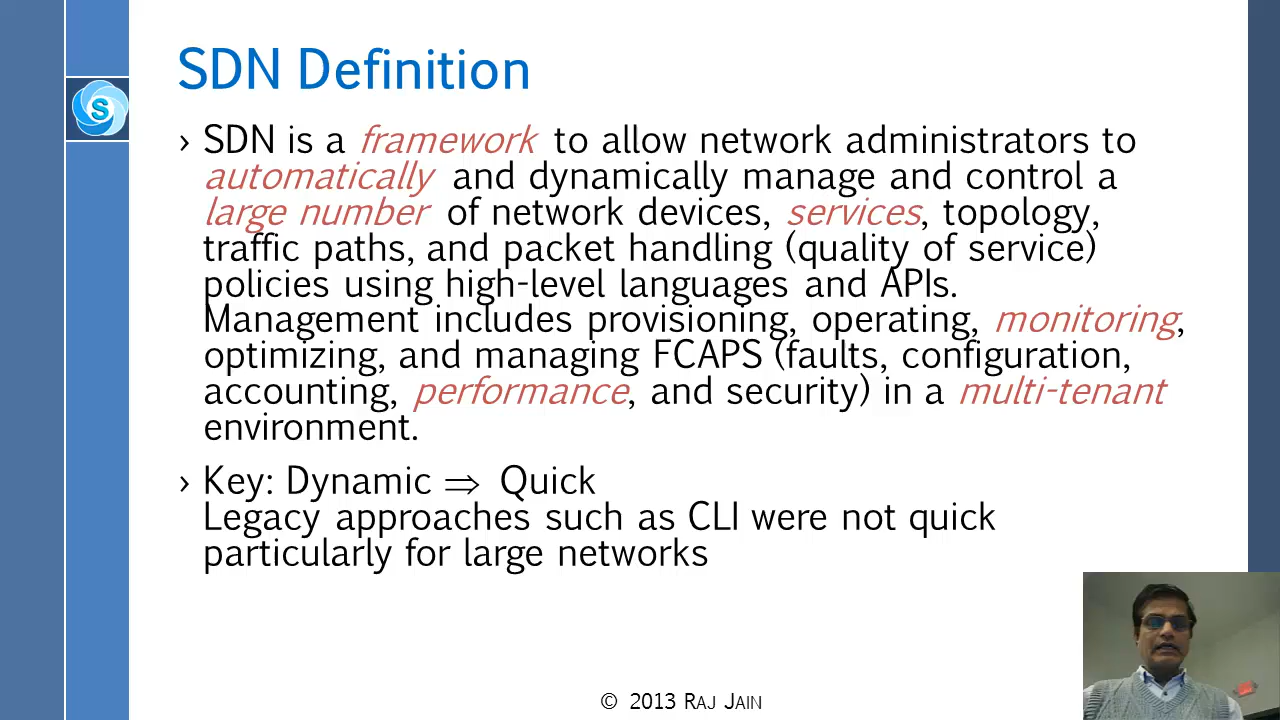 SDN Definition
S
› SDN is a framework to allow network administrators to
automatically and dynamically manage and control a
large number of network devices, services, topology,
traffic paths, and packet handling (quality of service)
policies using high-level languages and APIs.
Management includes provisioning, operating, monitoring,
optimizing, and managing FCAPS (faults, configuration,
accounting, performance, and security) in a multi-tenant
environment.
› Key: Dynamic ⇒ Quick
Legacy approaches such as CLI were not quick
particularly for large networks
© 2013 RAJ JAIN